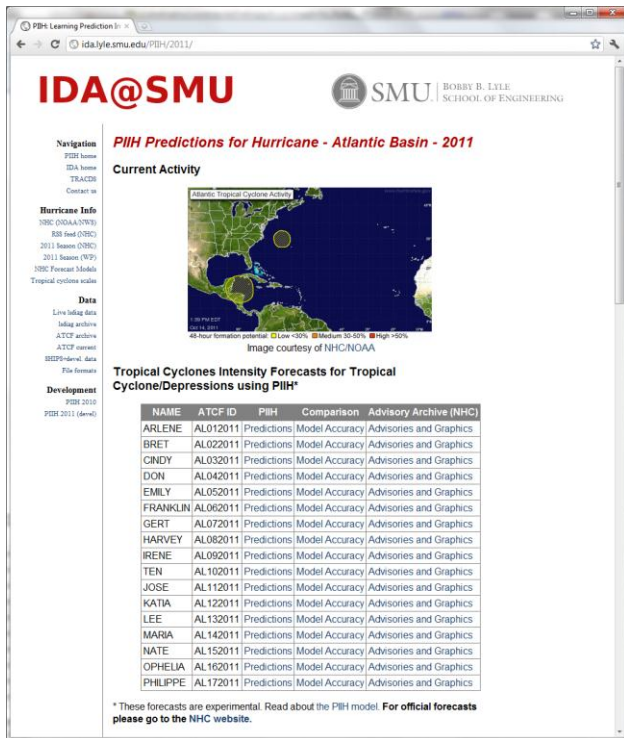 PIIH: Learning Prediction In
ida.lyle.smu.edu/PIIH/2011/
IDA@SMU
SMU. BOBBY B. LYLE
SCHOOL OF ENGINEERING
Navigation
PIIH home
IDA home
TRACDS
Contact us
Hurricane Info
NHC (NOAA/NWS)
RSS feed (NHC)
2011 Season (NHC)
2011 Season (WP)
NHC Forecast Models
Tropical cyclone scales
Data
Live lsdiag data
lsdiag archive
ATCF archive
ATCF current
SHIPS+devel. data
File formats
Development
PIIH 2010
PIIH 2011 (devel)
PIIH Predictions for Hurricane - Atlantic Basin - 2011
Current Activity
Atlantic Tropical Cyclone Activity
1:38 PM EDT
Oct 14, 2011
48-hour formation potential: Low <30% Medium 30-50% High >50%
Image courtesy of NHC/NOAA
Tropical Cyclones Intensity Forecasts for Tropical
Cyclone/Depressions using PIIH*
NAME ATCF ID PIIH Comparison Advisory Archive (NHC)
ARLENE AL012011 Predictions Model Accuracy Advisories and Graphics
BRET AL022011 Predictions Model Accuracy Advisories and Graphics
CINDY AL032011 Predictions Model Accuracy Advisories and Graphics
DON AL042011 Predictions Model Accuracy Advisories and Graphics
EMILY AL052011 Predictions Model Accuracy Advisories and Graphics
FRANKLIN AL062011 Predictions Model Accuracy Advisories and Graphics
GERT AL072011 Predictions Model Accuracy Advisories and Graphics
HARVEY AL082011 Predictions Model Accuracy Advisories and Graphics
IRENE AL092011 Predictions Model Accuracy Advisories and Graphics
TEN AL102011 Predictions Model Accuracy Advisories and Graphics
JOSE AL112011 Predictions Model Accuracy Advisories and Graphics
KATIA AL122011 Predictions Model Accuracy Advisories and Graphics
LEE AL132011 Predictions Model Accuracy Advisories and Graphics
MARIA AL142011 Predictions Model Accuracy Advisories and Graphics
NATE AL152011 Predictions Model Accuracy Advisories and Graphics
OPHELIA AL162011 Predictions Model Accuracy Advisories and Graphics
PHILIPPE AL172011 Predictions Model Accuracy Advisories and Graphics
* These forecasts are experimental. Read about the PIIH model. For official forecasts
please go to the NHC website.